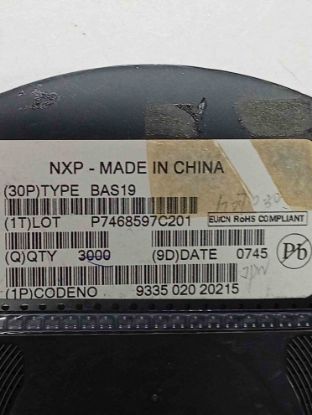 NXP - MADE IN CHINA
(30P)TYPE BAS19
(1T)LOT P7468597C201
EU/CN RoHS COMPLIANT
(Q)QTY 3000 (9D)DATE 0745
Pb
(1P)CODENO 9335 020 20215